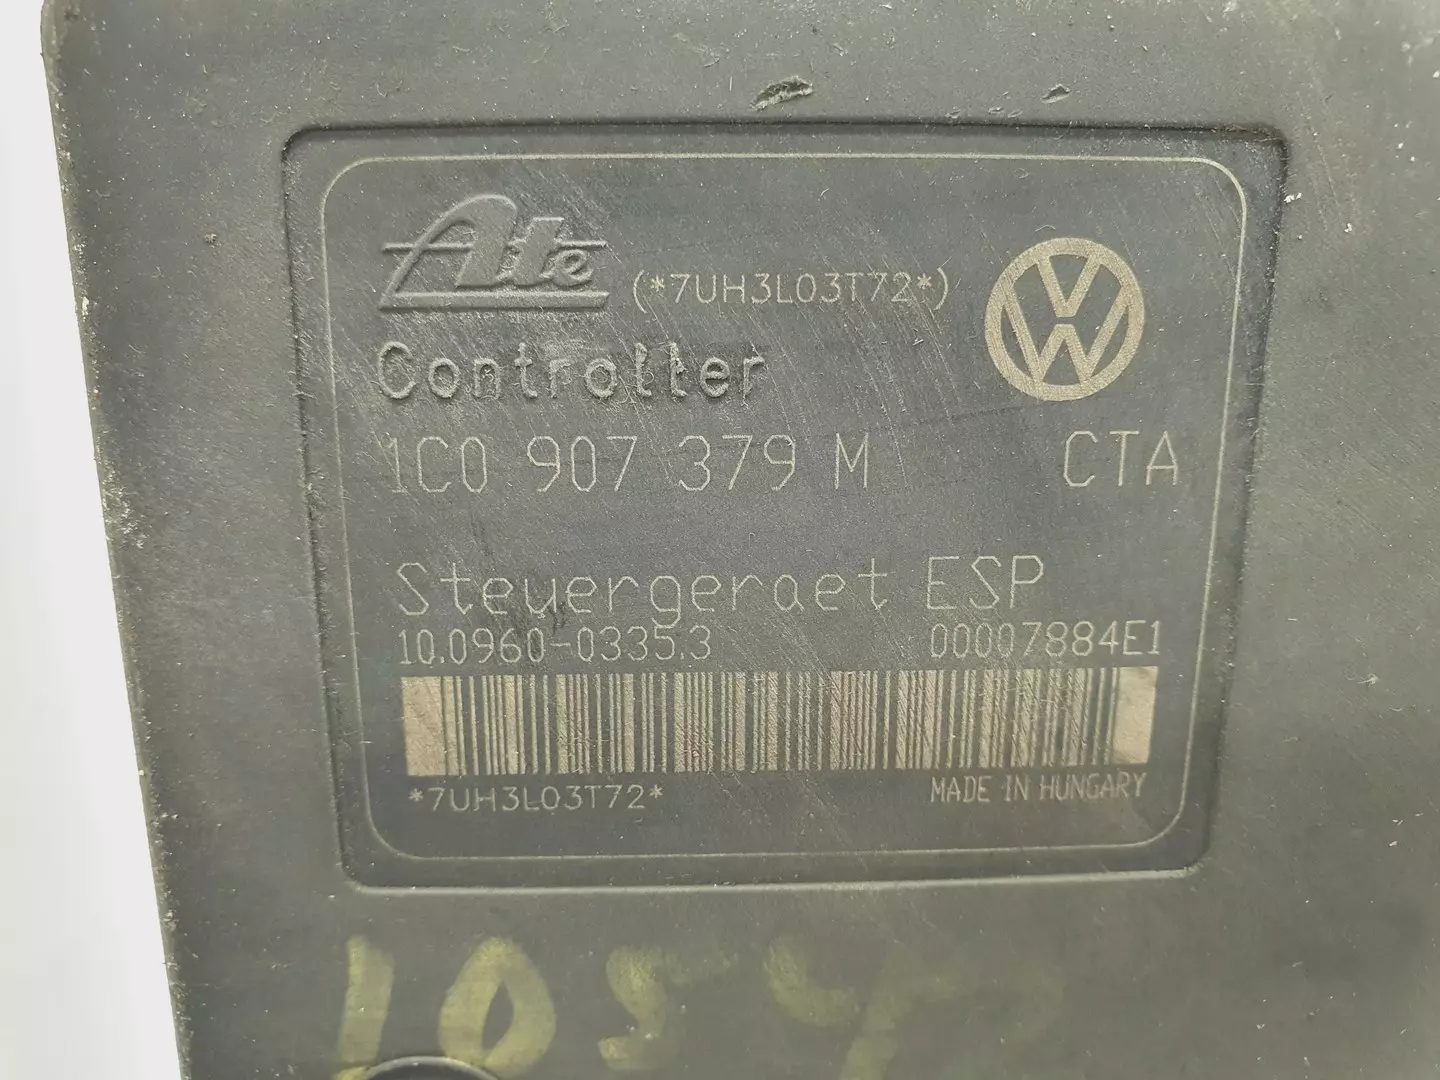 Ate (*7UH3L03T72*)
Controller
1C0 907 379 M CTA
Steuergeraet ESP
10.0960-0335.3 00007884E1
*7UH3L03T72* MADE IN HUNGARY